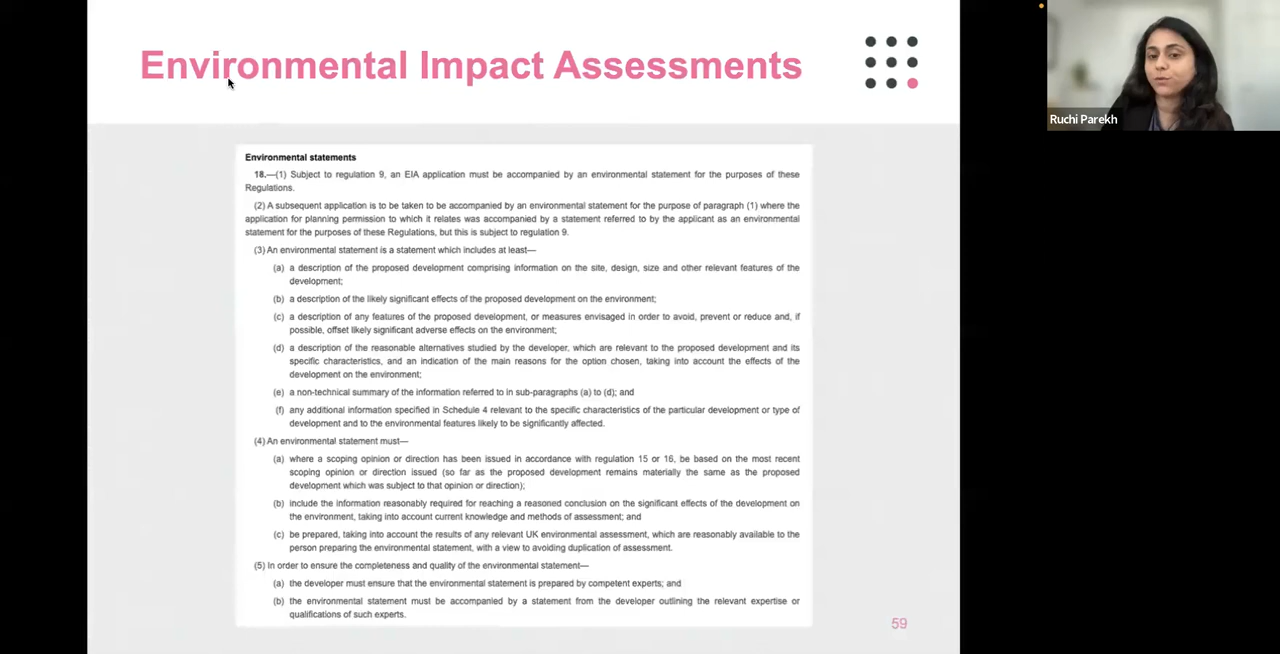 Environmental Impact Assessments
Ruchi Parekh
Environmental statements
18.—(1) Subject to regulation 9, an EIA application must be accompanied by an environmental statement for the purposes of these
Regulations.
(2) A subsequent application is to be taken to be accompanied by an environmental statement for the purpose of paragraph (1) where the
application for planning permission to which it relates was accompanied by a statement referred to by the applicant as an environmental
statement for the purposes of these Regulations, but this is subject to regulation 9.
(3) An environmental statement is a statement which includes at least—
(a) a description of the proposed development comprising information on the site, design, size and other relevant features of the
development;
(b) a description of the likely significant effects of the proposed development on the environment;
(c) a description of any features of the proposed development, or measures envisaged in order to avoid, prevent or reduce and, if
possible, offset likely significant adverse effects on the environment;
(d) a description of the reasonable alternatives studied by the developer, which are relevant to the proposed development and its
specific characteristics, and an indication of the main reasons for the option chosen, taking into account the effects of the
development on the environment;
(e) a non-technical summary of the information referred to in sub-paragraphs (a) to (d); and
(f) any additional information specified in Schedule 4 relevant to the specific characteristics of the particular development or type of
development and to the environmental features likely to be significantly affected.
(4) An environmental statement must—
(a) where a scoping opinion or direction has been issued in accordance with regulation 15 or 16, be based on the most recent
scoping opinion or direction issued (so far as the proposed development remains materially the same as the proposed
development which was subject to that opinion or direction);
(b) include the information reasonably required for reaching a reasoned conclusion on the significant effects of the development on
the environment, taking into account current knowledge and methods of assessment; and
(c) be prepared, taking into account the results of any relevant UK environmental assessment, which are reasonably available to the
person preparing the environmental statement, with a view to avoiding duplication of assessment.
(5) In order to ensure the completeness and quality of the environmental statement—
(a) the developer must ensure that the environmental statement is prepared by competent experts; and
(b) the environmental statement must be accompanied by a statement from the developer outlining the relevant expertise or
qualifications of such experts.
59